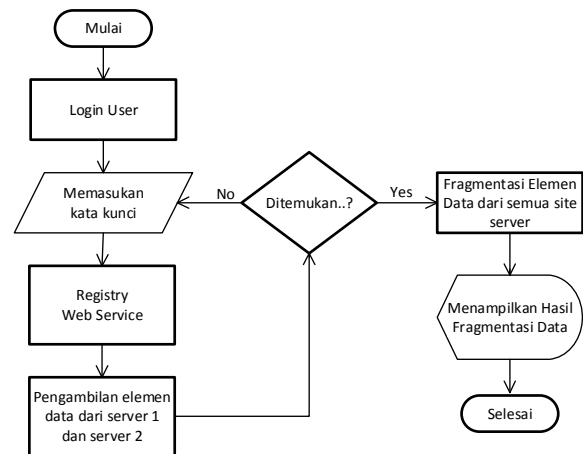 Mulai
Login User
Memasukan
kata kunci
Registry
Web Service
Pengambilan elemen
data dari server 1
dan server 2
Ditemukan..?
No
Yes
Fragmentasi Elemen
Data dari semua site
server
Menampilkan Hasil
Fragmentasi Data
Selesai